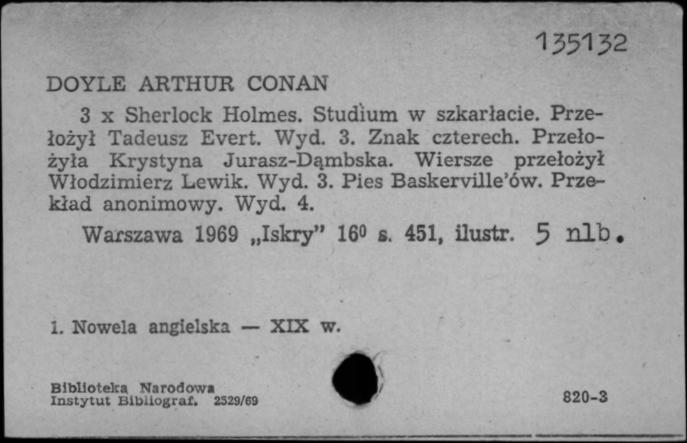 135132
DOYLE ARTHUR CONAN
3 x Sherlock Holmes. Studium w szkarłacie. Prze-
łożył Tadeusz Evert. Wyd. 3. Znak czterech. Przeło-
żyła Krystyna Jurasz-Dąmbska. Wiersze przełożył
Włodzimierz Lewik. Wyd. 3. Pies Baskerville'ów. Prze-
kład anonimowy. Wyd. 4.
Warszawa 1969 „Iskry” 16⁰ s. 451, ilustr. 5 nlb.
1. Nowela angielska — XIX w.
Biblioteka Narodowa
Instytut Bibliograf. 2529/69
820-3